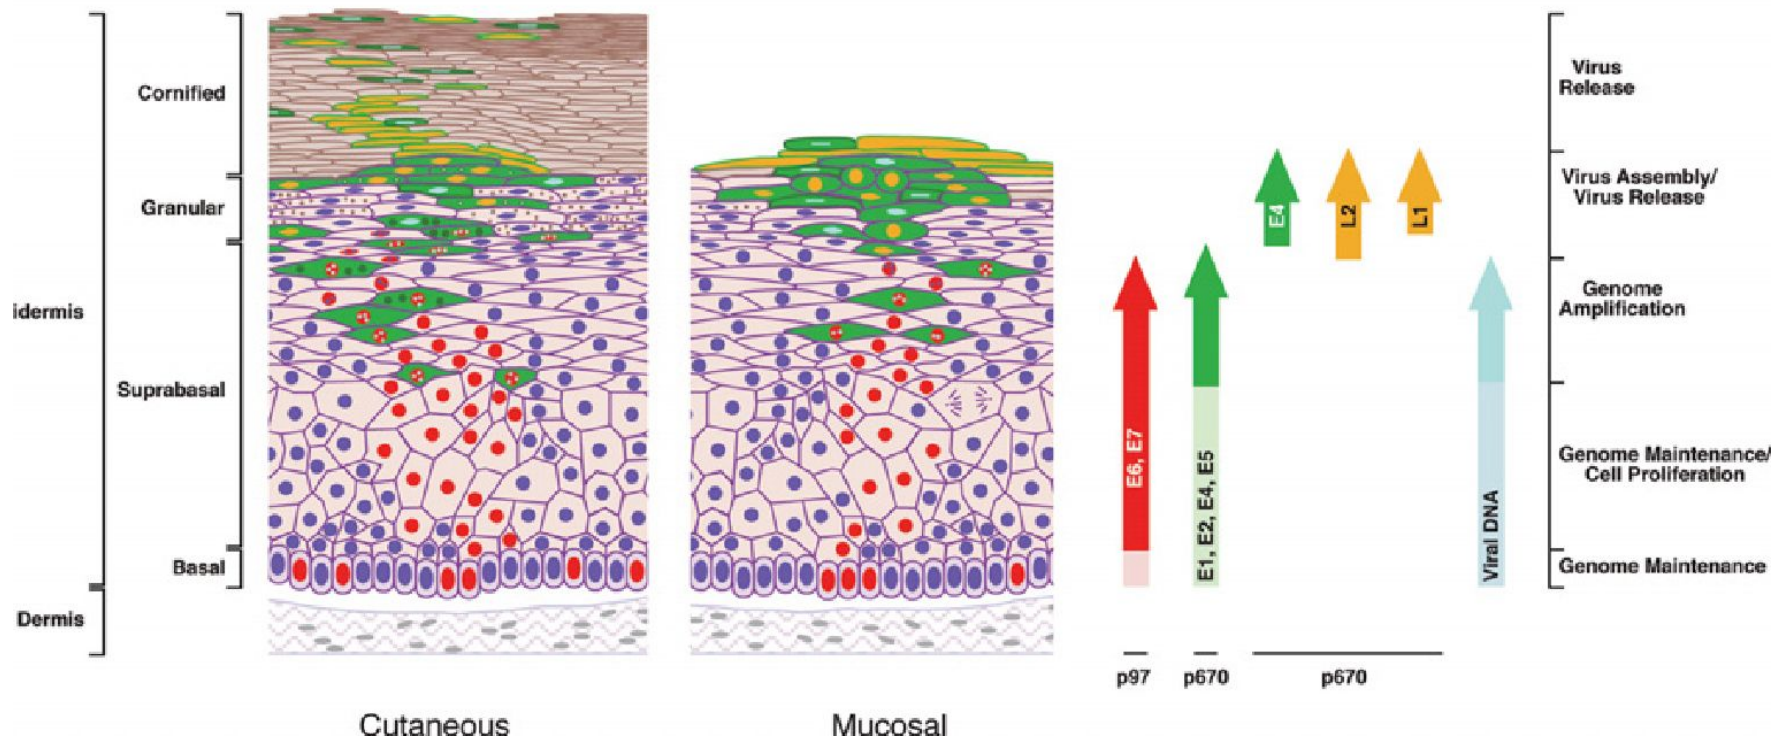 idermis
Dermis
Cornified
Granular
Suprabasal
Basal
Cutaneous
Mucosal
E6, E7
E1, E2, E4, E5
E4
L2
L1
Viral DNA
p97
p670
p670
Virus
Release
Virus Assembly/
Virus Release
Genome
Amplification
Genome Maintenance/
Cell Proliferation
Genome Maintenance